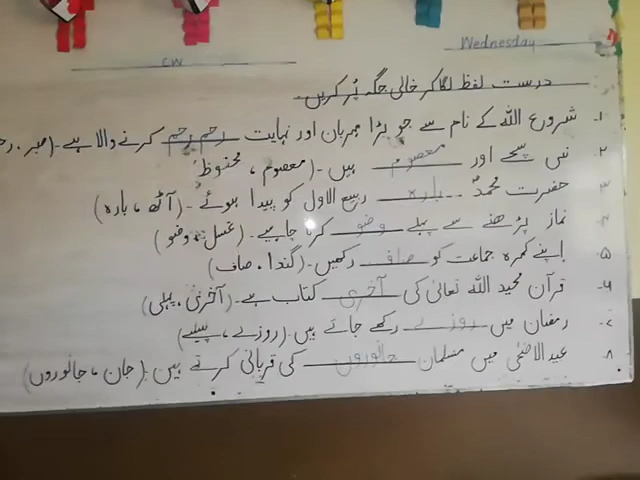 Wednesday
CW
درست لفظ لگا کر خالی جگہ پُر کریں۔
۱۔ شروع اللہ کے نام سے جو بڑا مہربان اور نہایت رحم کرنے والا ہے۔ (صبر، رحم
۲۔ نبی سچے اور معصوم ہیں۔ (معصوم، محفوظ)
۳۔ حضرت محمدؐ بارہ ربیع الاول کو پیدا ہوئے۔ (آٹھ، بارہ)
۴۔ نماز پڑھنے سے پہلے وضو کرنا چاہیے۔ (غسل، وضو)
۵۔ اپنے کمرہ جماعت کو صاف رکھیں۔ (گندا، صاف)
۶۔ قرآن مجید اللہ تعالیٰ کی آخری کتاب ہے۔ (آخری، پہلی)
۷۔ رمضان میں روزے رکھے جاتے ہیں۔ (روزے، پیسے)
۸۔ عید الاضحیٰ میں مسلمان جانوروں کی قربانی کرتے ہیں۔ (جان، جانوروں)